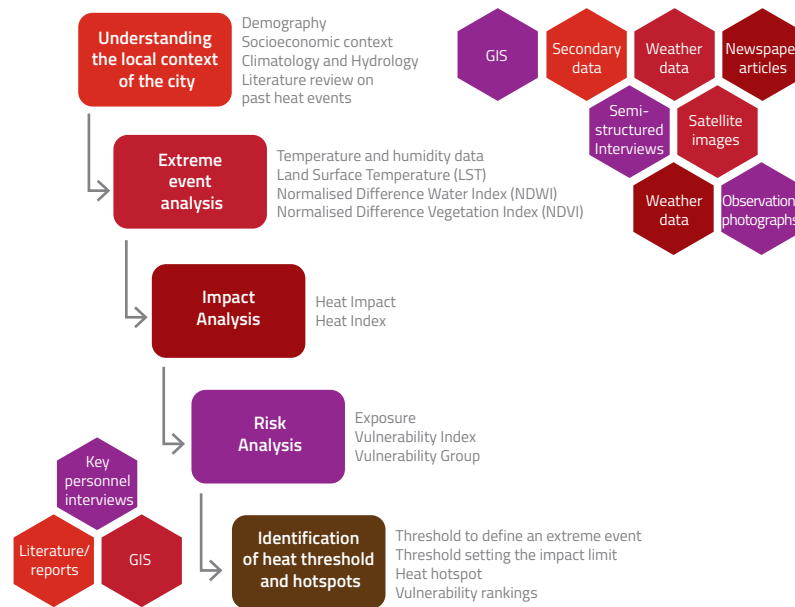 Understanding
the local context
of the city
Demography
Socioeconomic context
Climatology and Hydrology
Literature review on
past heat events
GIS
Secondary
data
Weather
data
Newspape
articles
Semi-
structured
Interviews
Satellite
images
Weather
data
Observation
photographs
Extreme
event
analysis
Temperature and humidity data
Land Surface Temperature (LST)
Normalised Difference Water Index (NDWI)
Normalised Difference Vegetation Index (NDVI)
Impact
Analysis
Heat Impact
Heat Index
Risk
Analysis
Exposure
Vulnerability Index
Vulnerability Group
Key
personnel
interviews
Literature/
reports
GIS
Identification
of heat threshold
and hotspots
Threshold to define an extreme event
Threshold setting the impact limit
Heat hotspot
Vulnerability rankings